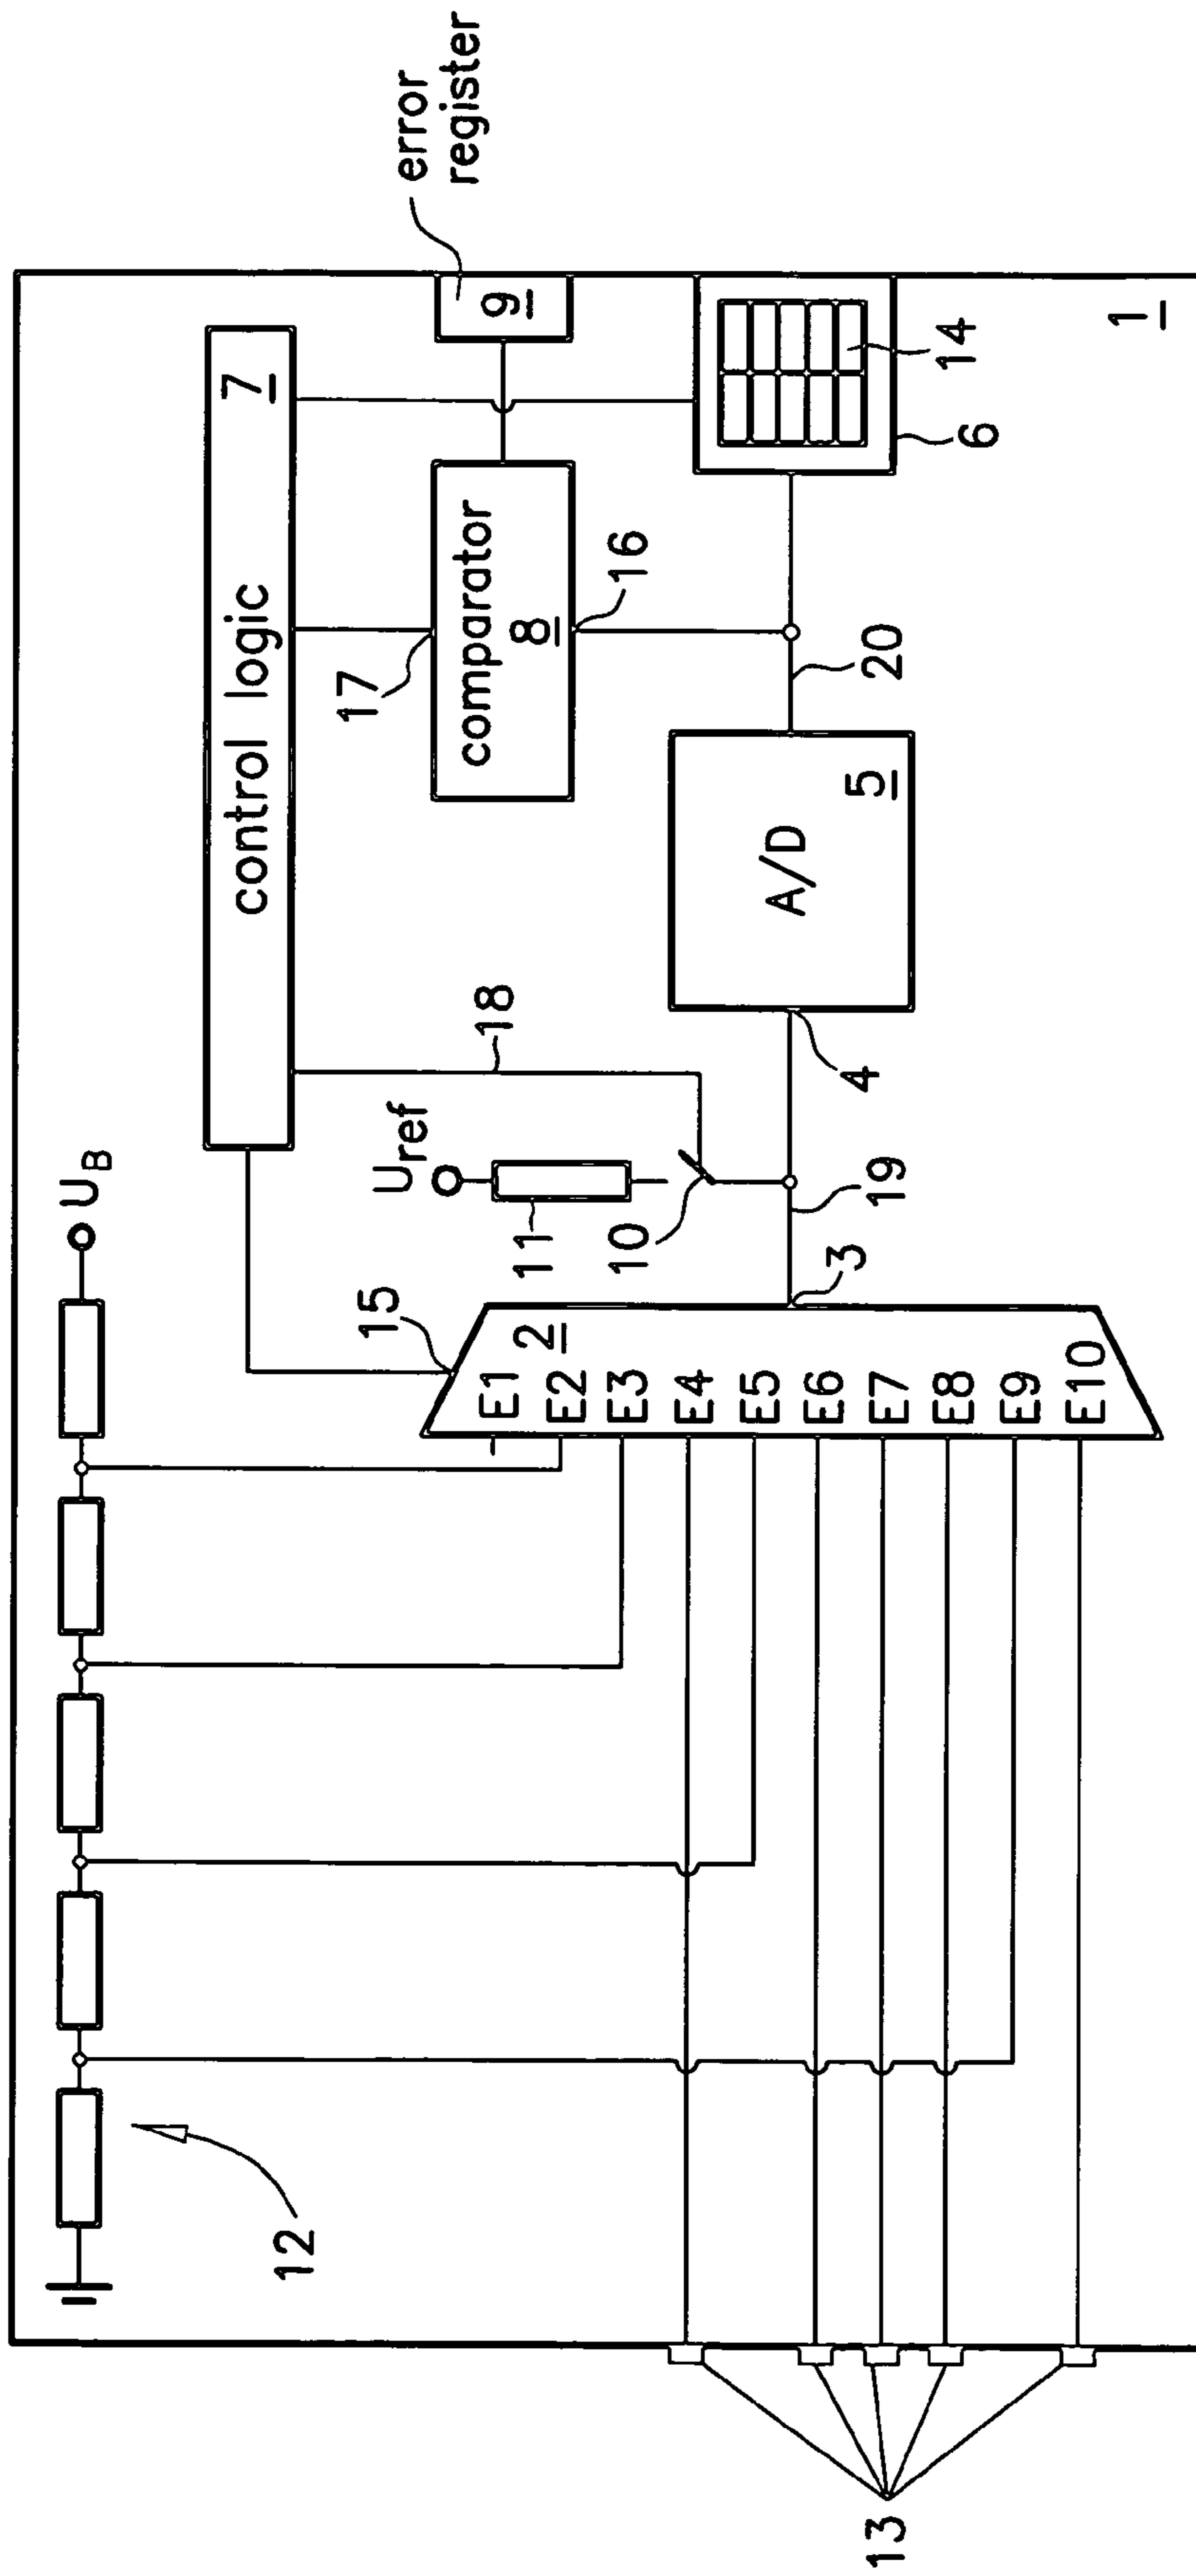 U_B
12
control logic 7
error
register
9
17
comparator
8
16
18
U_ref
11
10
15
2
E1
E2
E3
E4
E5
E6
E7
E8
E9
E10
3
19
4
A/D
5
20
14
6
1
13